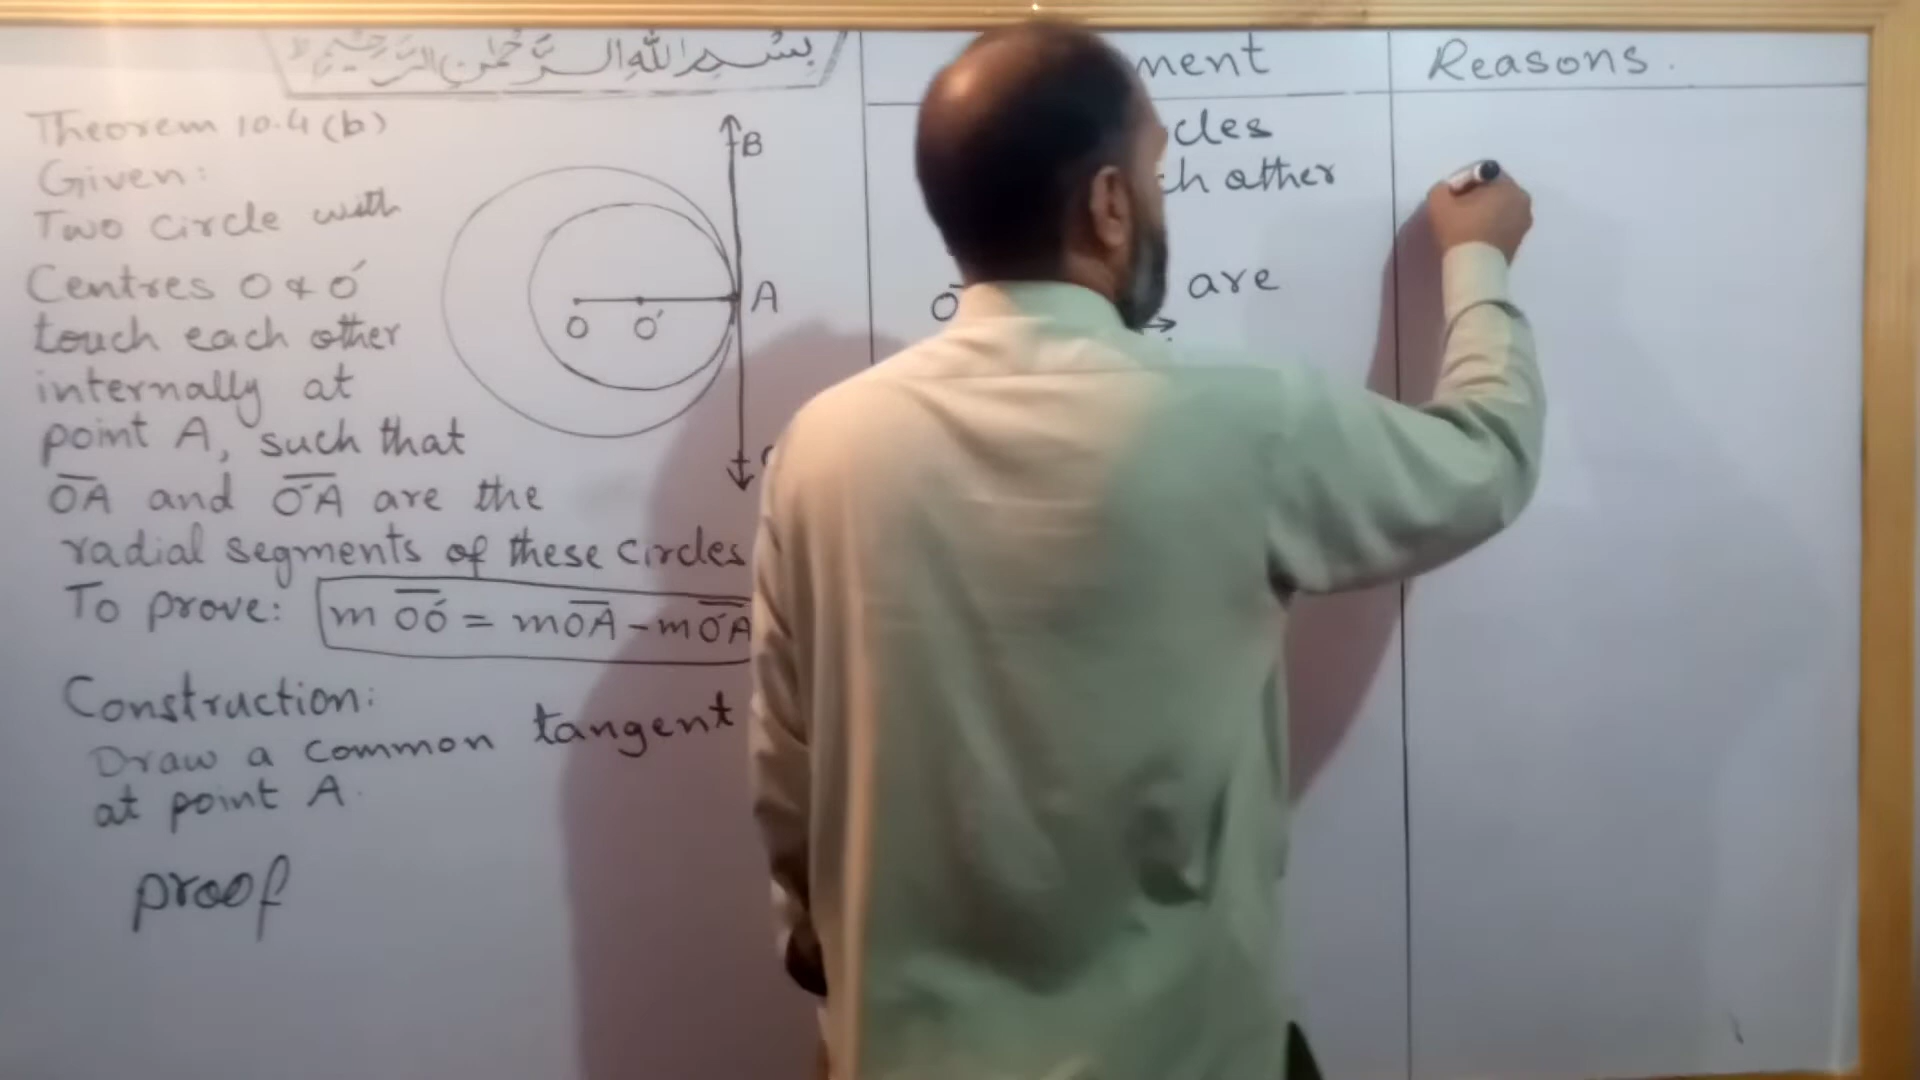 بِسْمِ اللهِ الرَّحْمٰنِ الرَّحِيْمِ
Theorem 10.4 (b)
Given:
Two circle with
Centres O & O'
touch each other
internally at
point A, such that
OA and O'A are the
radial segments of these circles
To prove: m OO' = mOA - mO'A
Construction:
Draw a common tangent
at point A.
proof
B
A
O O'
ment
cles
ch other
are
Reasons.